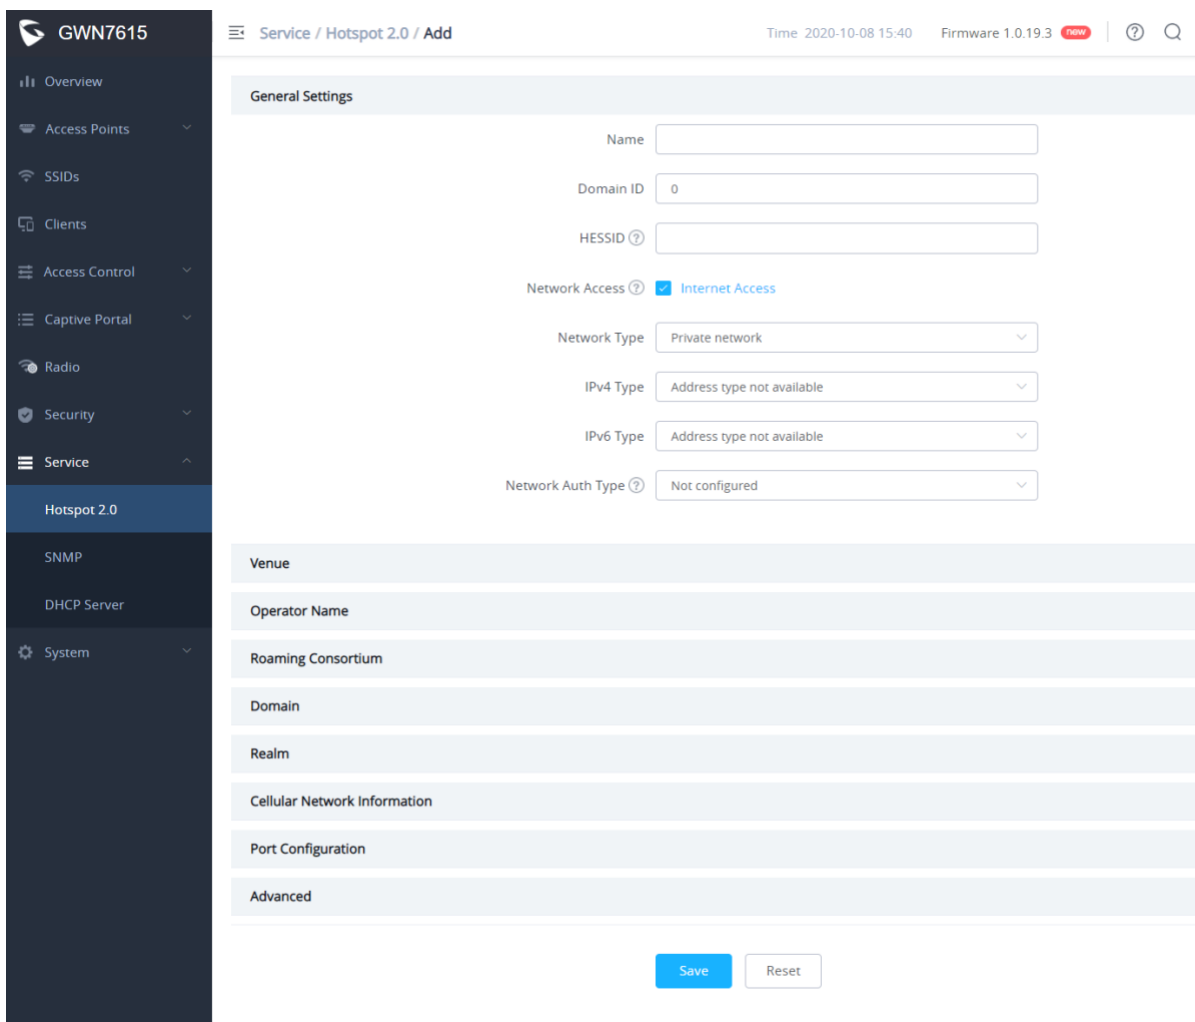 GWN7615
Service / Hotspot 2.0 / Add
Time 2020-10-08 15:40
Firmware 1.0.19.3 new
Overview
Access Points
SSIDs
Clients
Access Control
Captive Portal
Radio
Security
Service
Hotspot 2.0
SNMP
DHCP Server
System
General Settings
Name
Domain ID 0
HESSID ?
Network Access ? Internet Access
Network Type Private network
IPv4 Type Address type not available
IPv6 Type Address type not available
Network Auth Type ? Not configured
Venue
Operator Name
Roaming Consortium
Domain
Realm
Cellular Network Information
Port Configuration
Advanced
Save Reset